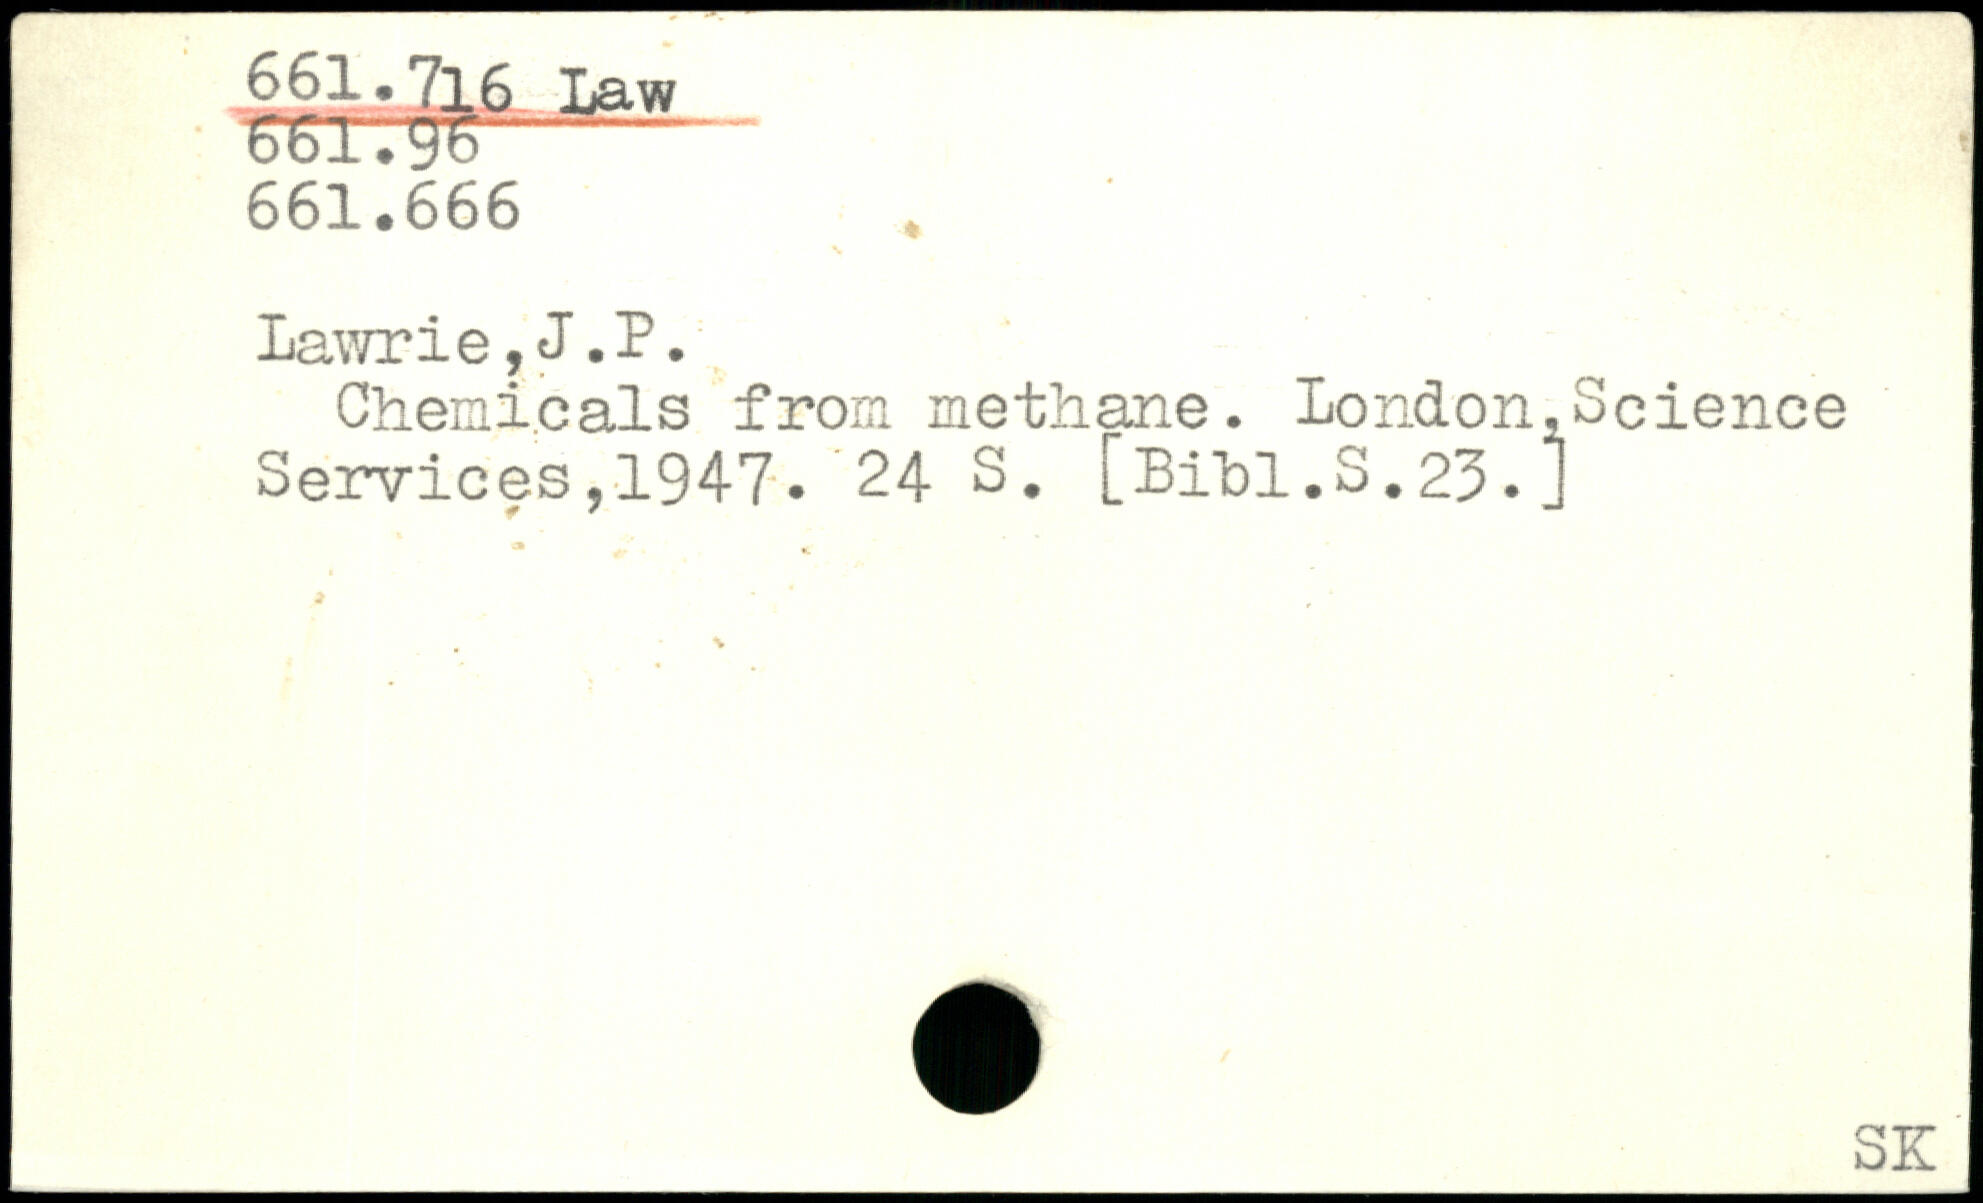 661.716 Law
661.96
661.666
Lawrie,J.P.
Chemicals from methane. London,Science
Services,1947. 24 S. [Bibl.S.23.]
SK